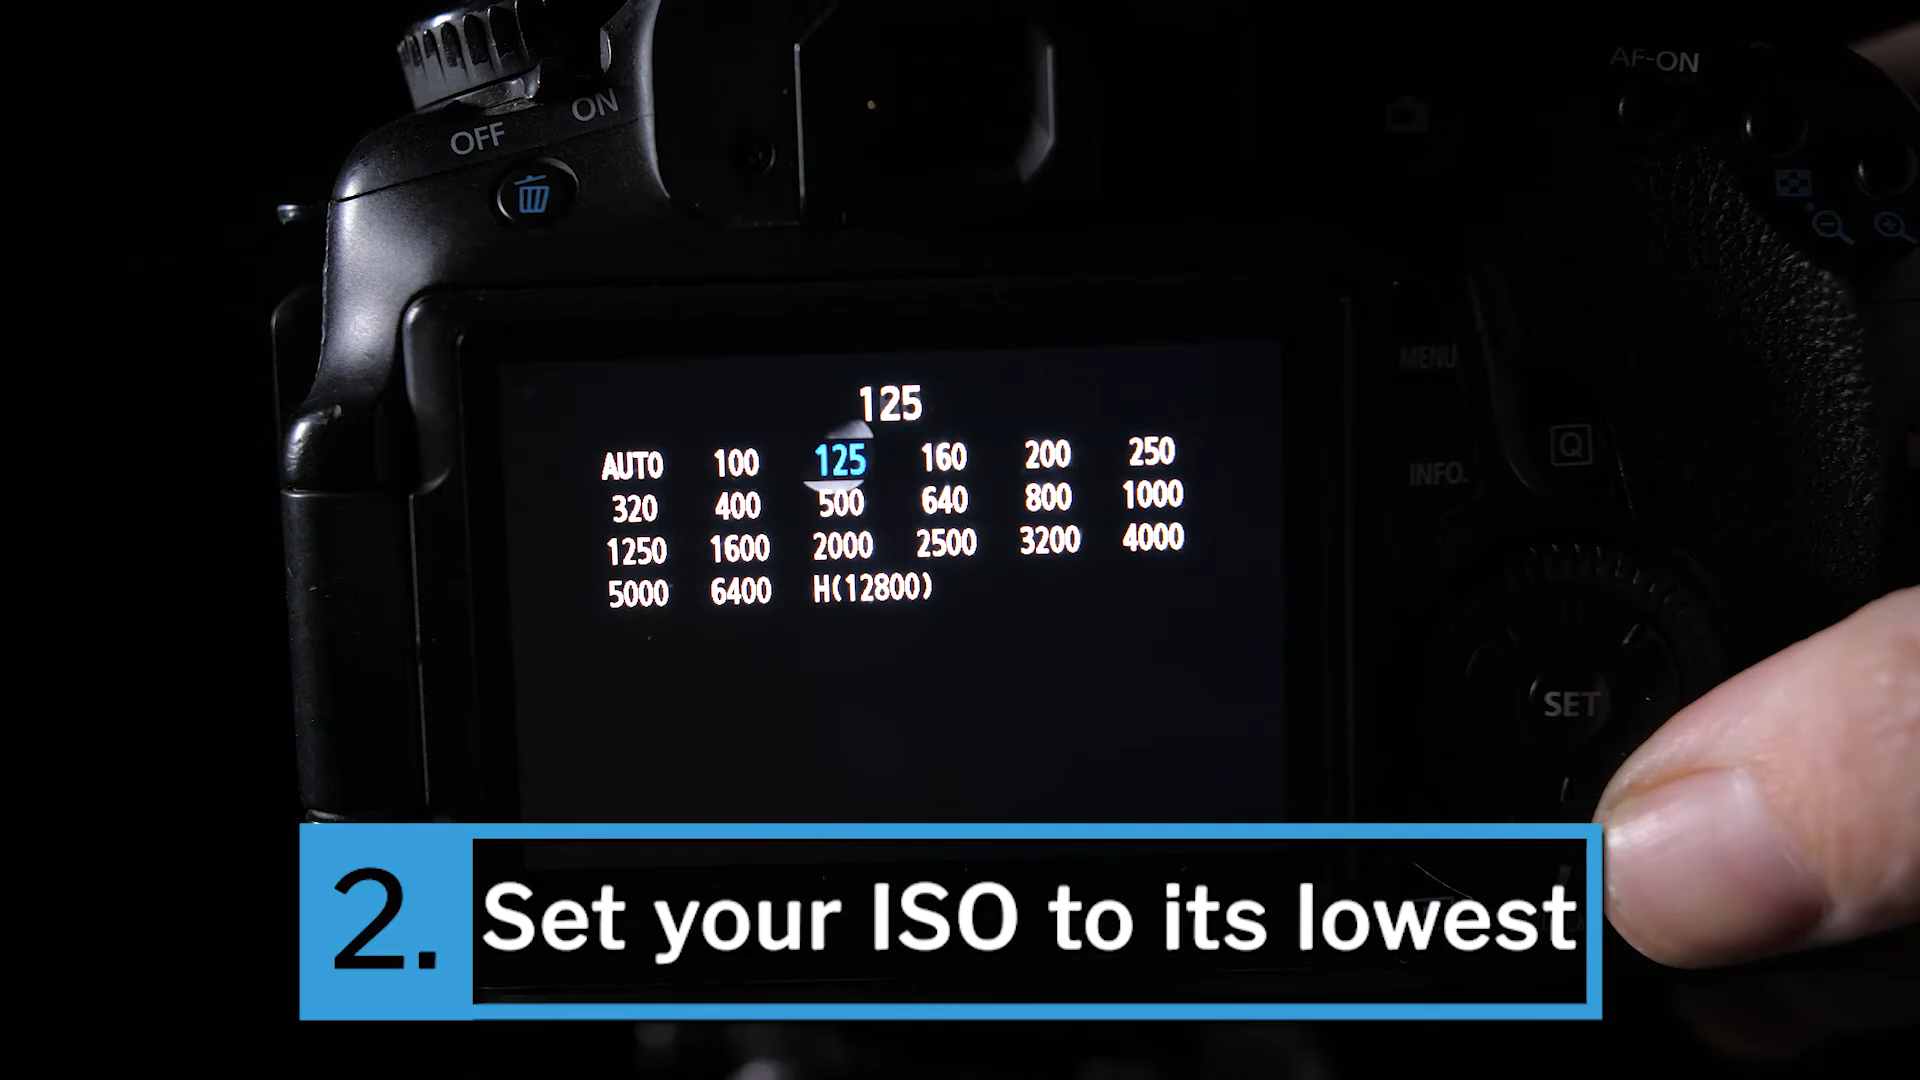 AF-ON
OFF ON
125
AUTO 100 125 160 200 250
320 400 500 640 800 1000
1250 1600 2000 2500 3200 4000
5000 6400 H(12800)
MENU
Q
INFO.
SET
2. Set your ISO to its lowest